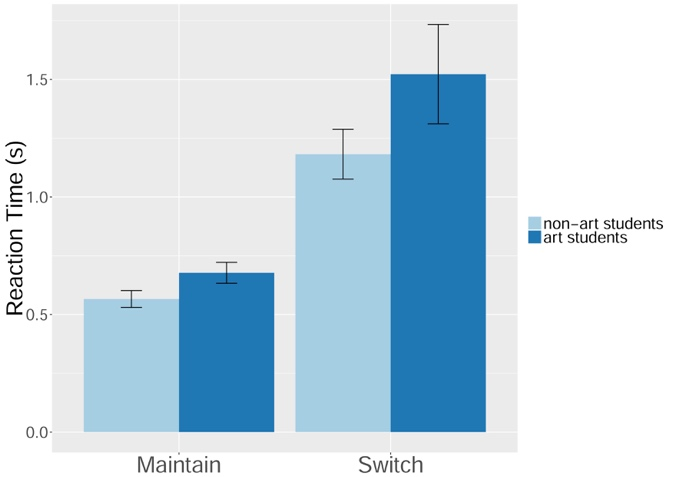 Reaction Time (s)
1.5
1.0
0.5
0.0
Maintain Switch
non-art students
art students